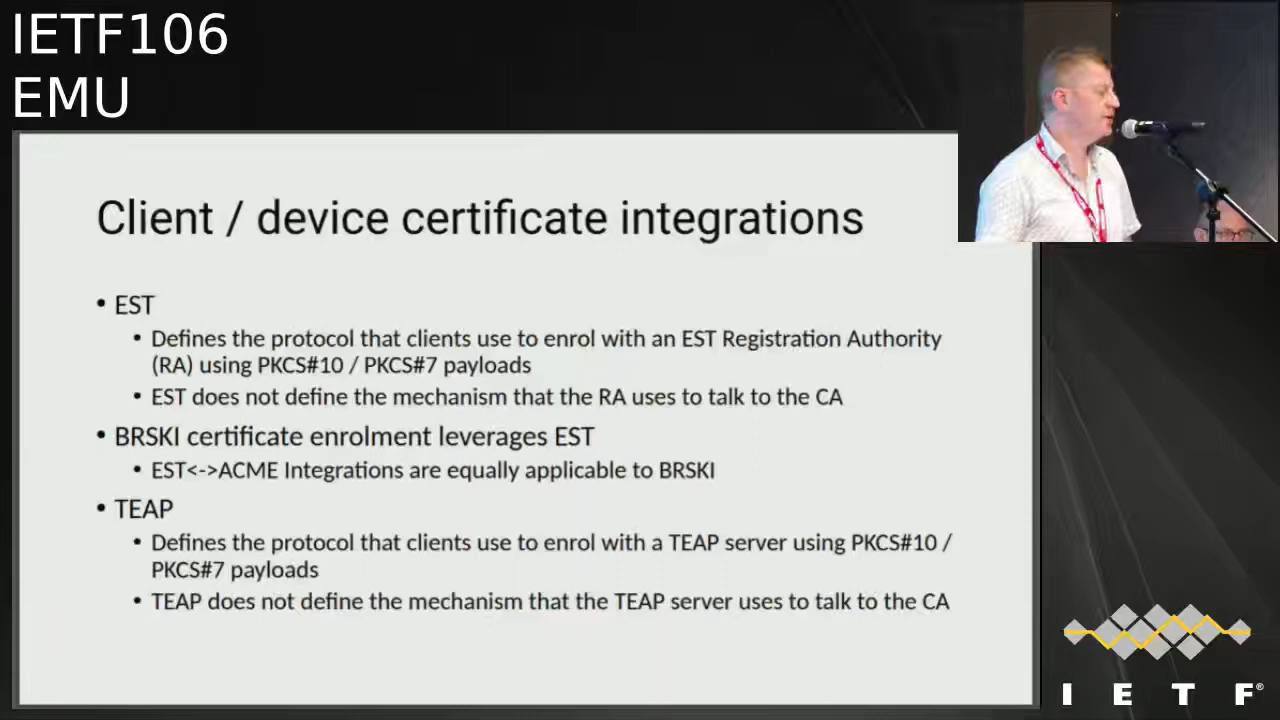 IETF106
EMU
Client / device certificate integrations
• EST
• Defines the protocol that clients use to enrol with an EST Registration Authority
(RA) using PKCS#10 / PKCS#7 payloads
• EST does not define the mechanism that the RA uses to talk to the CA
• BRSKI certificate enrolment leverages EST
• EST<->ACME Integrations are equally applicable to BRSKI
• TEAP
• Defines the protocol that clients use to enrol with a TEAP server using PKCS#10 /
PKCS#7 payloads
• TEAP does not define the mechanism that the TEAP server uses to talk to the CA
I E T F®